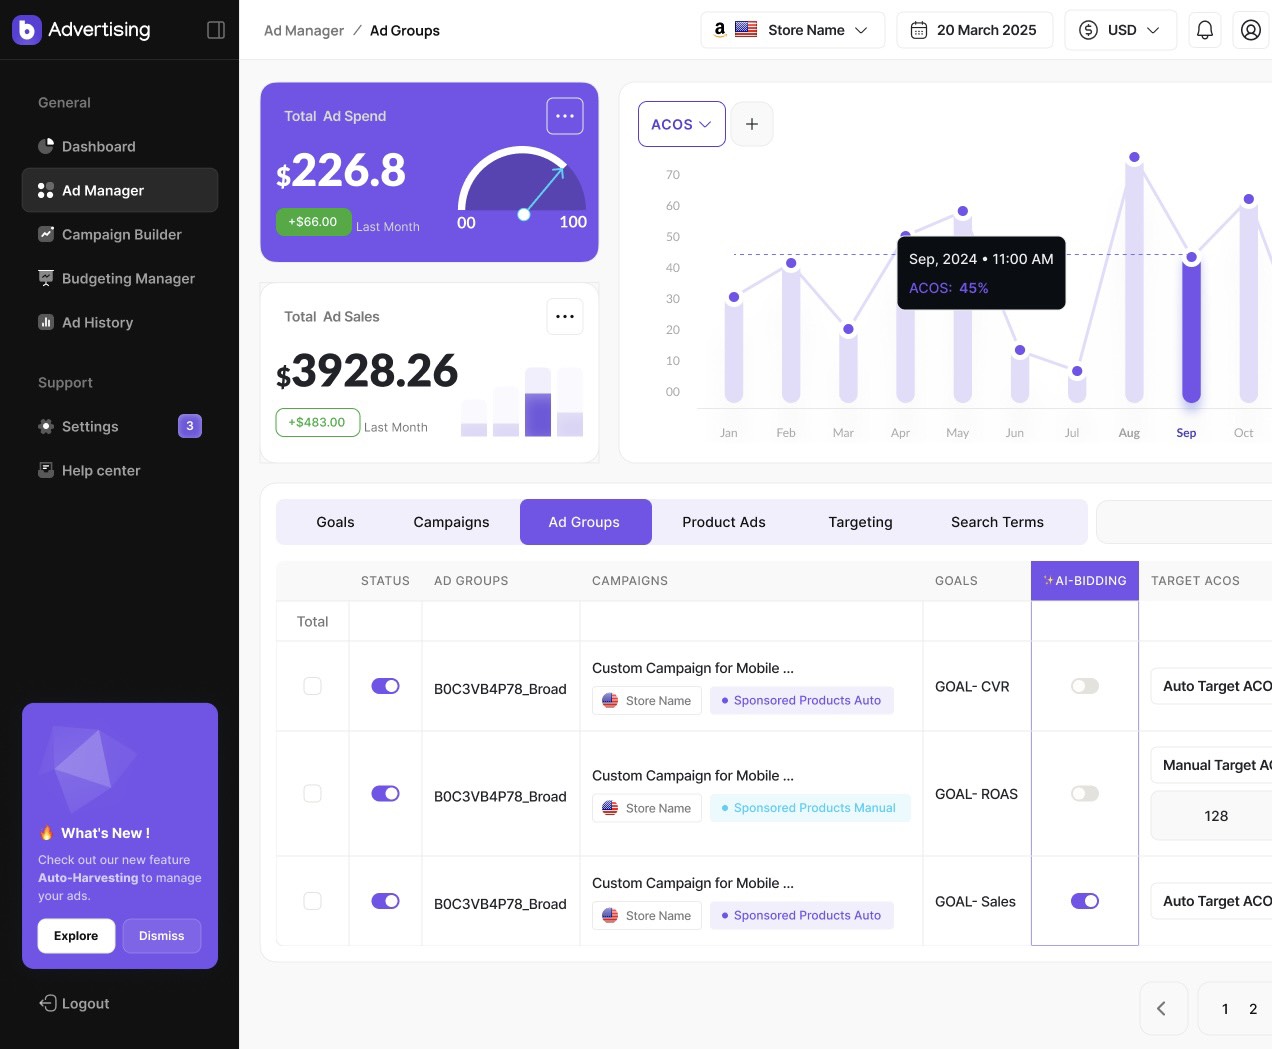 b Advertising
Ad Manager / Ad Groups
a Store Name
20 March 2025
$ USD
General
Dashboard
Ad Manager
Campaign Builder
Budgeting Manager
Ad History
Support
Settings 3
Help center
🔥 What's New !
Check out our new feature
Auto-Harvesting to manage
your ads.
Explore Dismiss
Logout
Total Ad Spend
$226.8
+$66.00 Last Month
00 100
Total Ad Sales
$3928.26
+$483.00 Last Month
ACOS +
70
60
50
40
30
20
10
00
Sep, 2024 • 11:00 AM
ACOS: 45%
Jan Feb Mar Apr May Jun Jul Aug Sep Oct
Goals Campaigns Ad Groups Product Ads Targeting Search Terms
STATUS AD GROUPS CAMPAIGNS GOALS ✨AI-BIDDING TARGET ACOS
Total
Custom Campaign for Mobile ...
B0C3VB4P78_Broad GOAL- CVR Auto Target ACO
Store Name • Sponsored Products Auto
Custom Campaign for Mobile ...
B0C3VB4P78_Broad GOAL- ROAS Manual Target AC
Store Name • Sponsored Products Manual
128
Custom Campaign for Mobile ...
B0C3VB4P78_Broad GOAL- Sales Auto Target ACO
Store Name • Sponsored Products Auto
1 2